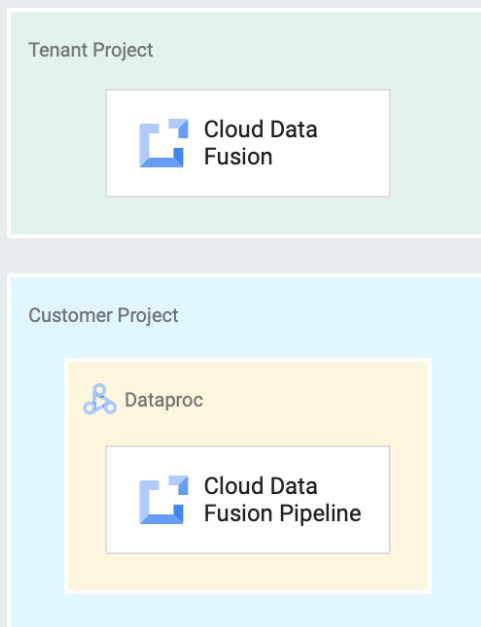 Tenant Project
Cloud Data
Fusion
Customer Project
Dataproc
Cloud Data
Fusion Pipeline